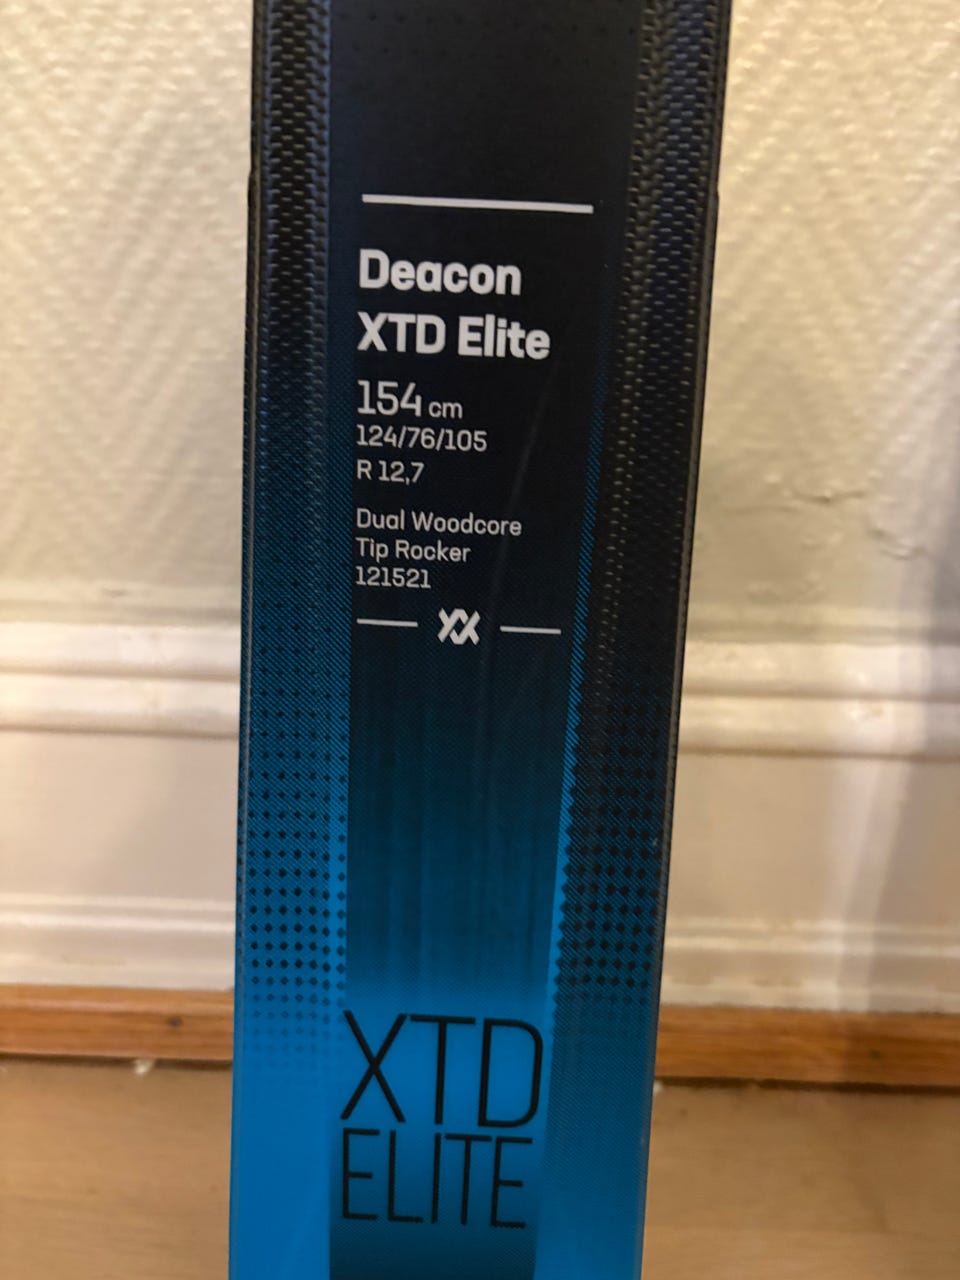 Deacon
XTD Elite
154 cm
124/76/105
R 12,7
Dual Woodcore
Tip Rocker
121521
XTD
ELITE